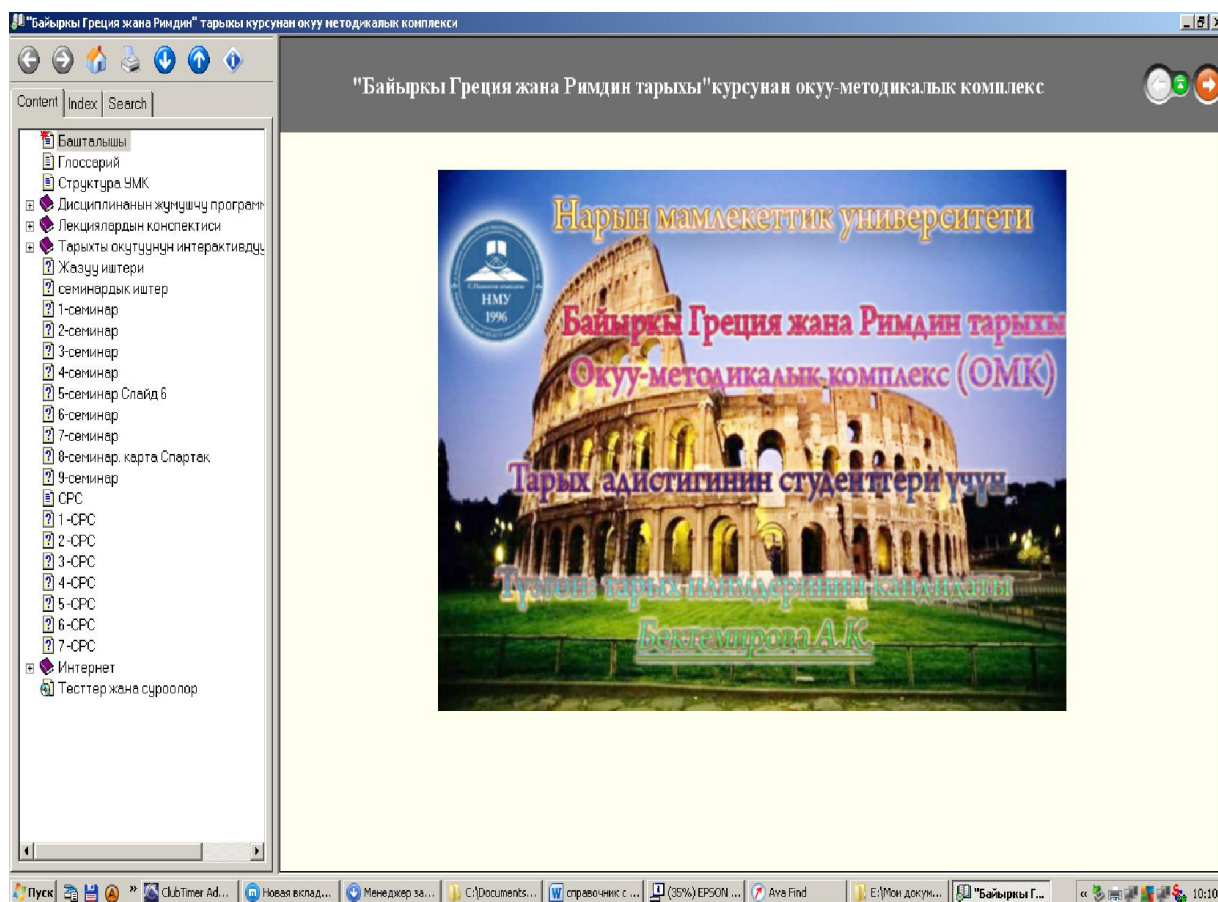 "Байыркы Греция жана Римдин" тарыхы курсунан окуу методикалык комплекси
Content Index Search
Башталышы
Глоссарий
Структура УМК
Дисциплинанын жумушчу програм
Лекциялардын конспектиси
Тарыхты окутуунун интерактивдүү
Жазуу иштери
семинардык иштер
1-семинар
2-семинар
3-семинар
4-семинар
5-семинар Слайд 6
6-семинар
7-семинар
8-семинар. карта Спартак
9-семинар
СРС
1-СРС
2-СРС
3-СРС
4-СРС
5-СРС
6-СРС
7-СРС
Интернет
Тесттер жана суроолор
"Байыркы Греция жана Римдин тарыхы"курсунан окуу-методикалык комплекс
Нарын мамлекеттик университети
НМУ
1996
Байыркы Греция жана Римдин тарыхы
Окуу-методикалык комплекс (ОМК)
Тарых адистигинин студенттери үчүн
Түзгөн: тарых илимдеринин кандидаты
Бектемирова А.К.
Пуск » ClubTimer Ad... Новая вклад... Менеджер за... C:\Documents... справочник с ... (35%) EPSON ... Ava Find E:\Мои докум... "Байыркы Г... « 10:10